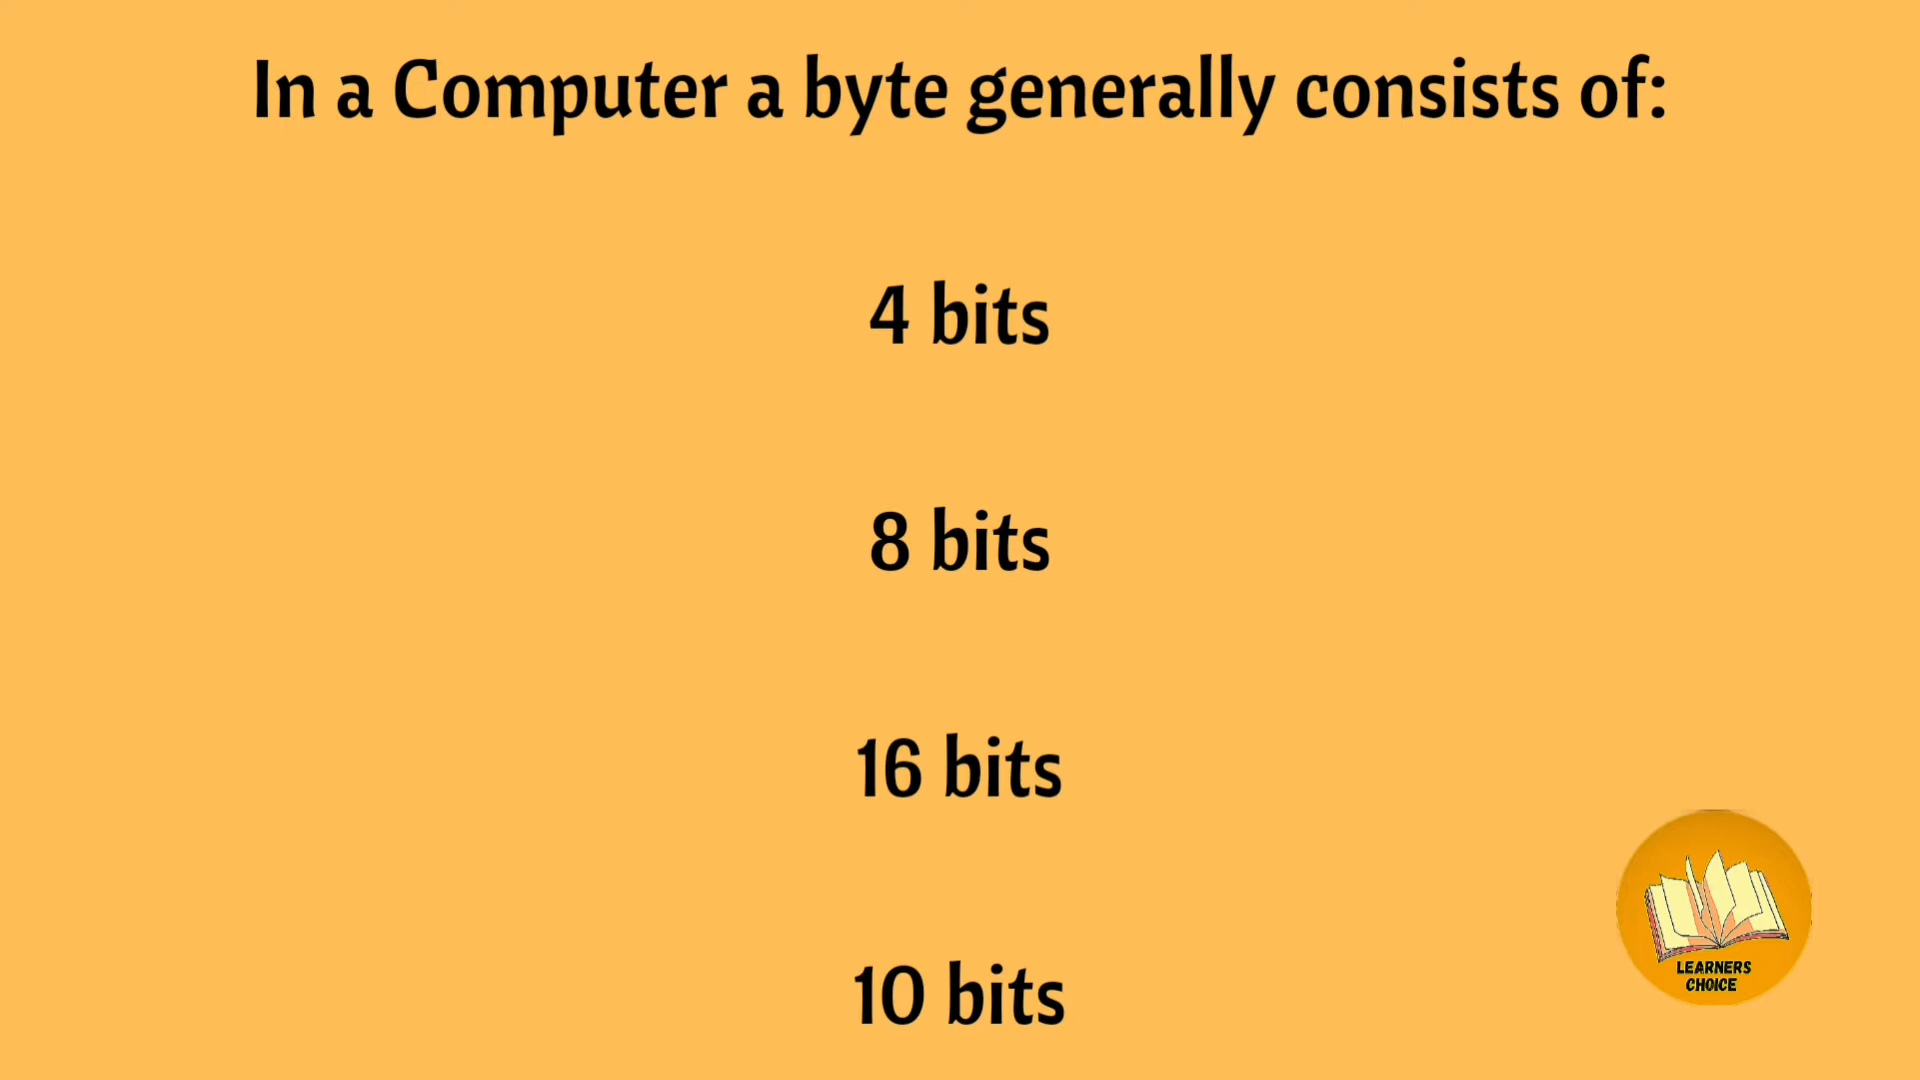 In a Computer a byte generally consists of:
4 bits
8 bits
16 bits
10 bits
LEARNERS
CHOICE